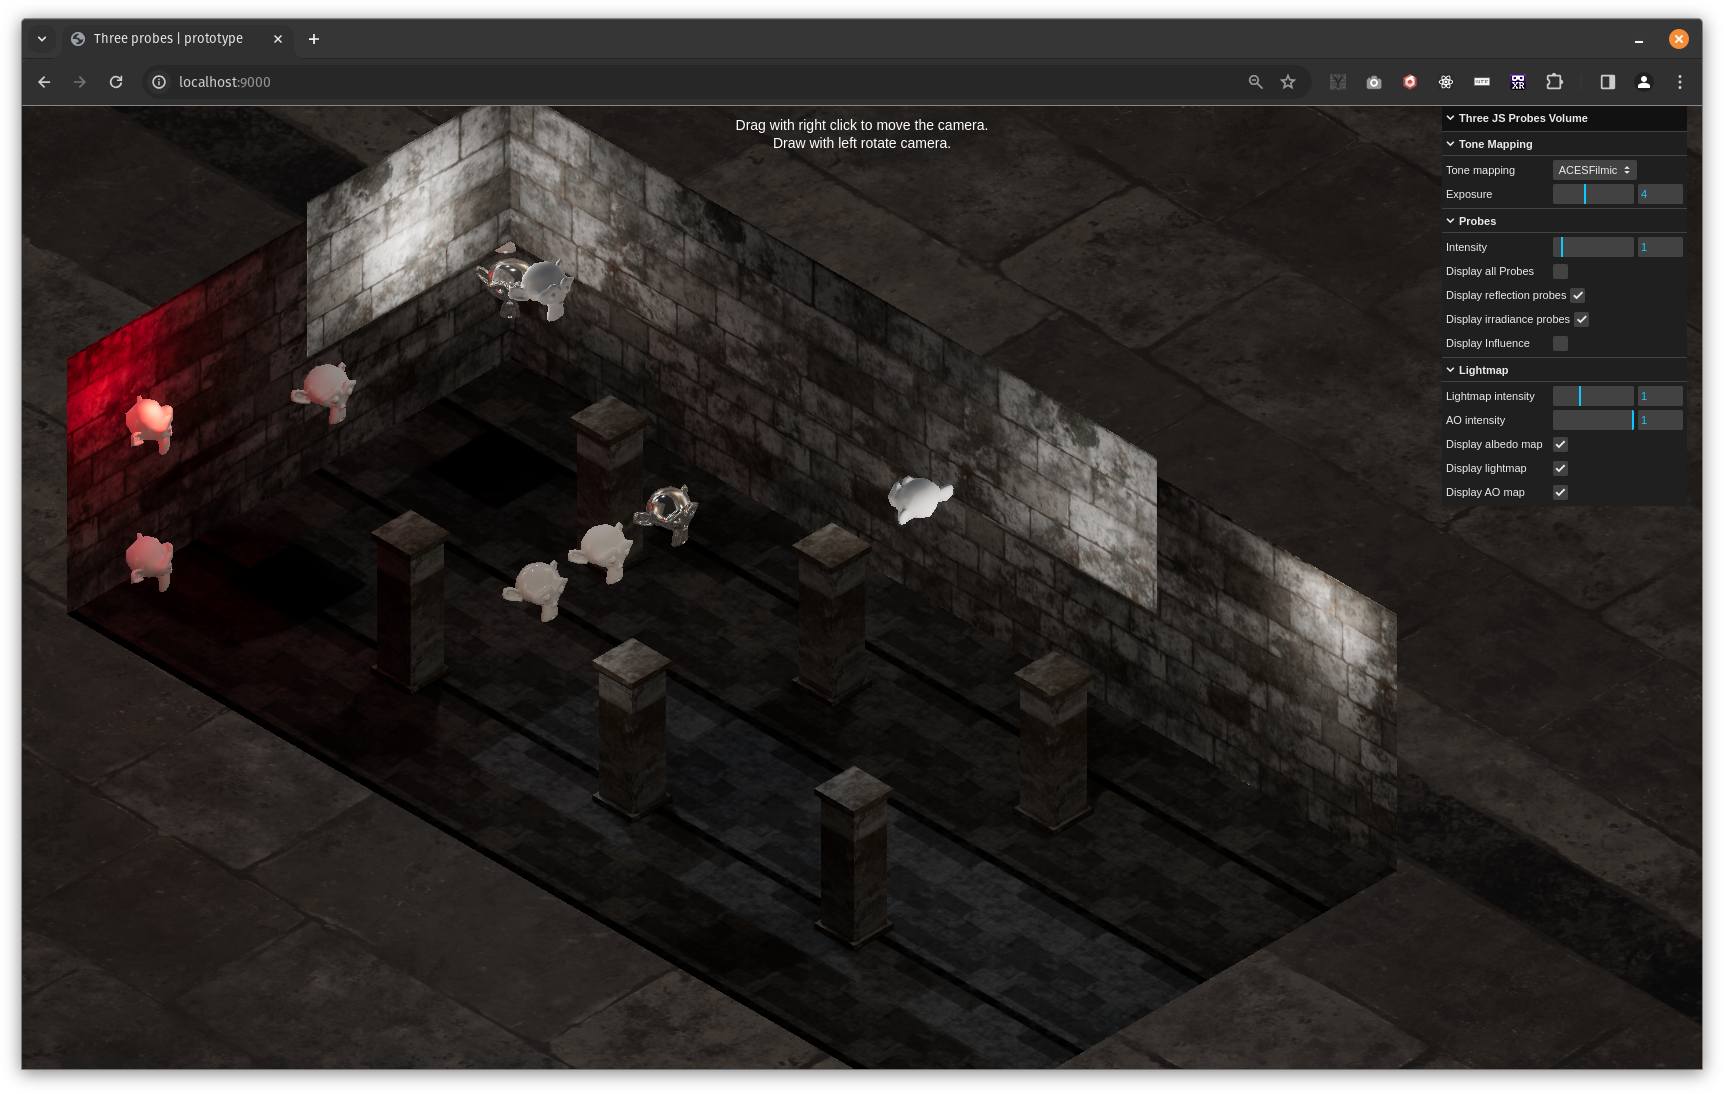 Three probes | prototype
localhost:9000
XR
Drag with right click to move the camera.
Draw with left rotate camera.
Three JS Probes Volume
Tone Mapping
Tone mapping ACESFilmic
Exposure 4
Probes
Intensity 1
Display all Probes
Display reflection probes
Display irradiance probes
Display Influence
Lightmap
Lightmap intensity 1
AO intensity 1
Display albedo map
Display lightmap
Display AO map